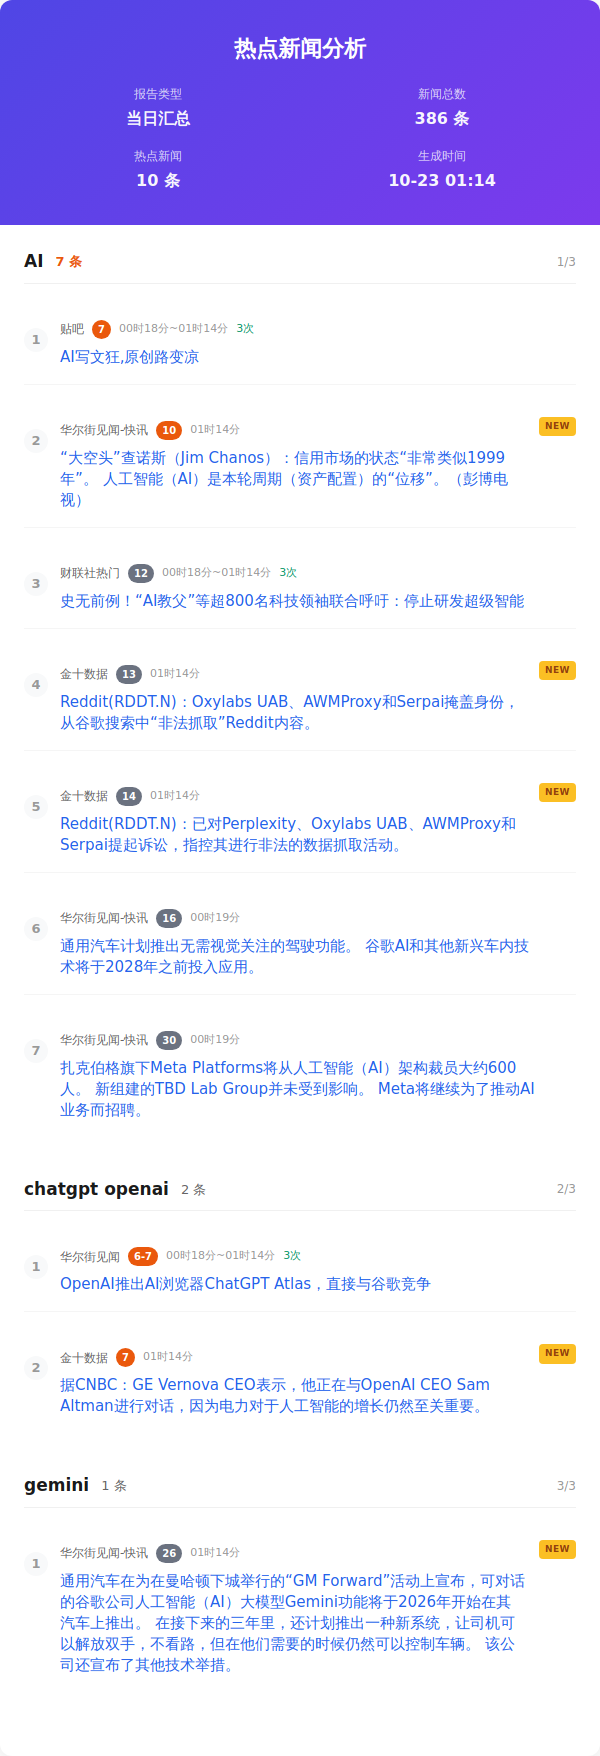 热点新闻分析
报告类型
新闻总数
当日汇总
386 条
热点新闻
生成时间
10 条
10-23 01:14
AI 7 条 1/3
1
贴吧 7 00时18分~01时14分 3次
AI写文狂,原创路变凉
2
华尔街见闻-快讯 10 01时14分 NEW
“大空头”查诺斯（Jim Chanos）：信用市场的状态“非常类似1999
年”。 人工智能（AI）是本轮周期（资产配置）的“位移”。（彭博电
视）
3
财联社热门 12 00时18分~01时14分 3次
史无前例！“AI教父”等超800名科技领袖联合呼吁：停止研发超级智能
4
金十数据 13 01时14分 NEW
Reddit(RDDT.N)：Oxylabs UAB、AWMProxy和Serpai掩盖身份，
从谷歌搜索中“非法抓取”Reddit内容。
5
金十数据 14 01时14分 NEW
Reddit(RDDT.N)：已对Perplexity、Oxylabs UAB、AWMProxy和
Serpai提起诉讼，指控其进行非法的数据抓取活动。
6
华尔街见闻-快讯 16 00时19分
通用汽车计划推出无需视觉关注的驾驶功能。 谷歌AI和其他新兴车内技
术将于2028年之前投入应用。
7
华尔街见闻-快讯 30 00时19分
扎克伯格旗下Meta Platforms将从人工智能（AI）架构裁员大约600
人。 新组建的TBD Lab Group并未受到影响。 Meta将继续为了推动AI
业务而招聘。
chatgpt openai 2 条 2/3
1
华尔街见闻 6-7 00时18分~01时14分 3次
OpenAI推出AI浏览器ChatGPT Atlas，直接与谷歌竞争
2
金十数据 7 01时14分 NEW
据CNBC：GE Vernova CEO表示，他正在与OpenAI CEO Sam
Altman进行对话，因为电力对于人工智能的增长仍然至关重要。
gemini 1 条 3/3
1
华尔街见闻-快讯 26 01时14分 NEW
通用汽车在为在曼哈顿下城举行的“GM Forward”活动上宣布，可对话
的谷歌公司人工智能（AI）大模型Gemini功能将于2026年开始在其
汽车上推出。 在接下来的三年里，还计划推出一种新系统，让司机可
以解放双手，不看路，但在他们需要的时候仍然可以控制车辆。 该公
司还宣布了其他技术举措。